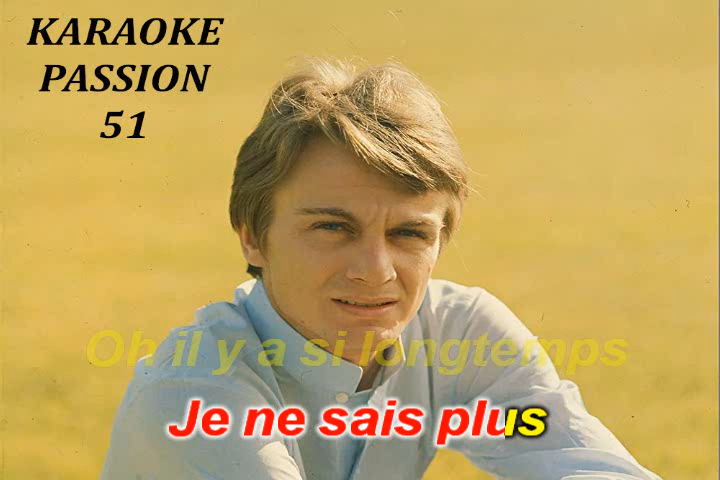 KARAOKE
PASSION
51
Oh il y a si longtemps
Je ne sais plus